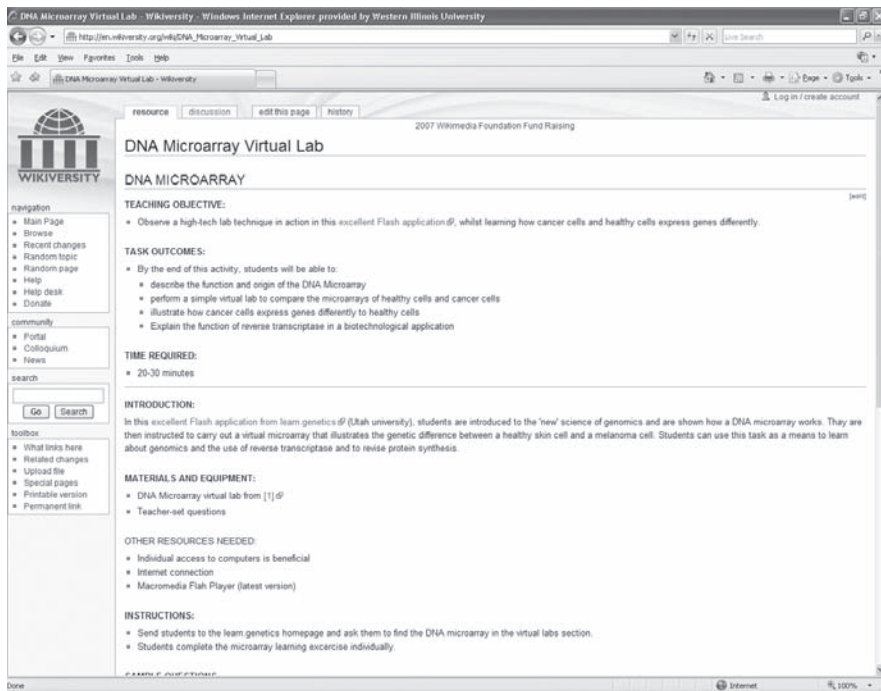 DNA Microarray Virtual Lab - Wikiversity - Windows Internet Explorer provided by Western Illinois University
http://en.wikiversity.org/wiki/DNA_Microarray_Virtual_Lab
Live Search
File Edit View Favorites Tools Help
DNA Microarray Virtual Lab - Wikiversity
Page Tools
Log in / create account
resource discussion edit this page history
2007 Wikimedia Foundation Fund Raising
DNA Microarray Virtual Lab
DNA MICROARRAY
[edit]
TEACHING OBJECTIVE:
Observe a high-tech lab technique in action in this excellent Flash application, whilst learning how cancer cells and healthy cells express genes differently.
TASK OUTCOMES:
By the end of this activity, students will be able to:
describe the function and origin of the DNA Microarray
perform a simple virtual lab to compare the microarrays of healthy cells and cancer cells
illustrate how cancer cells express genes differently to healthy cells
Explain the function of reverse transcriptase in a biotechnological application
TIME REQUIRED:
20-30 minutes
INTRODUCTION:
In this excellent Flash application from learn genetics (Utah university), students are introduced to the 'new' science of genomics and are shown how a DNA microarray works. Thay are
then instructed to carry out a virtual microarray that illustrates the genetic difference between a healthy skin cell and a melanoma cell. Students can use this task as a means to learn
about genomics and the use of reverse transcriptase and to revise protein synthesis.
MATERIALS AND EQUIPMENT:
DNA Microarray virtual lab from [1]
Teacher-set questions
OTHER RESOURCES NEEDED:
Individual access to computers is beneficial
Internet connection
Macromedia Flah Player (latest version)
INSTRUCTIONS:
Send students to the learn.genetics homepage and ask them to find the DNA microarray in the virtual labs section.
Students complete the microarray learning excercise individually.
SAMPLE QUESTIONS
WIKIVERSITY
navigation
Main Page
Browse
Recent changes
Random topic
Random page
Help
Help desk
Donate
community
Portal
Colloquium
News
search
Go Search
toolbox
What links here
Related changes
Upload file
Special pages
Printable version
Permanent link
Done
Internet
100%